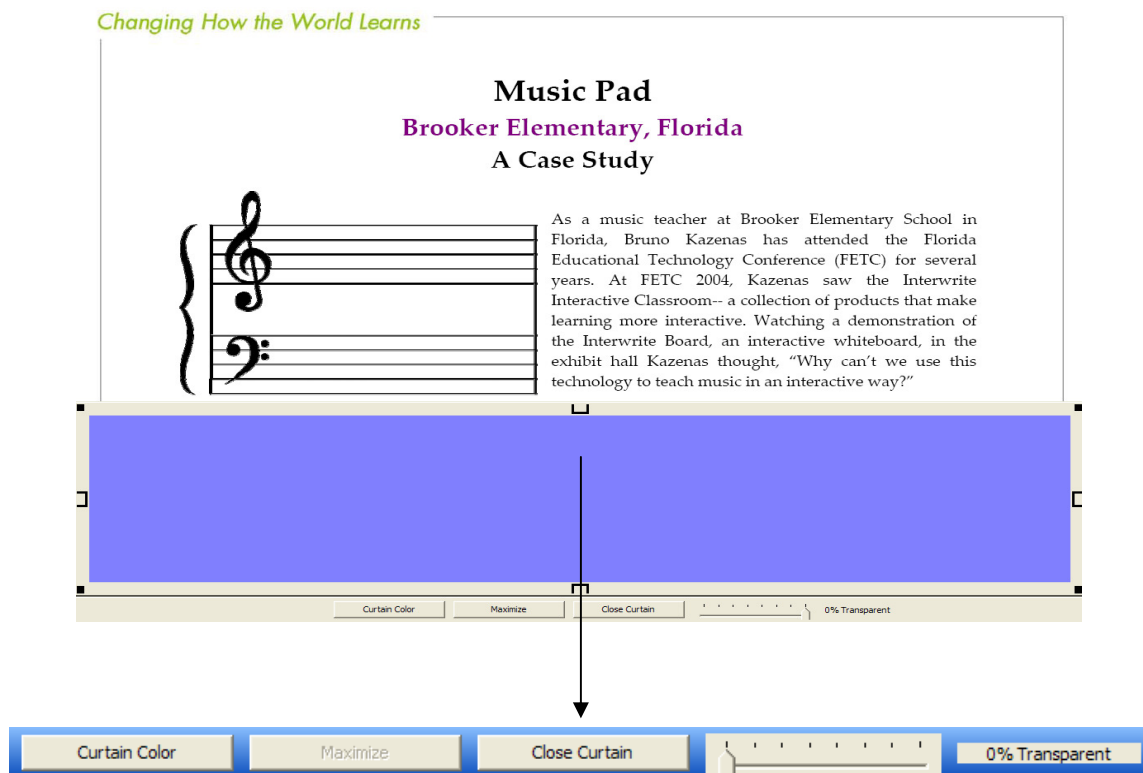 Changing How the World Learns
Music Pad
Brooker Elementary, Florida
A Case Study
As a music teacher at Brooker Elementary School in
Florida, Bruno Kazenas has attended the Florida
Educational Technology Conference (FETC) for several
years. At FETC 2004, Kazenas saw the Interwrite
Interactive Classroom-- a collection of products that make
learning more interactive. Watching a demonstration of
the Interwrite Board, an interactive whiteboard, in the
exhibit hall Kazenas thought, “Why can’t we use this
technology to teach music in an interactive way?”
Curtain Color Maximize Close Curtain 0% Transparent
Curtain Color Maximize Close Curtain 0% Transparent